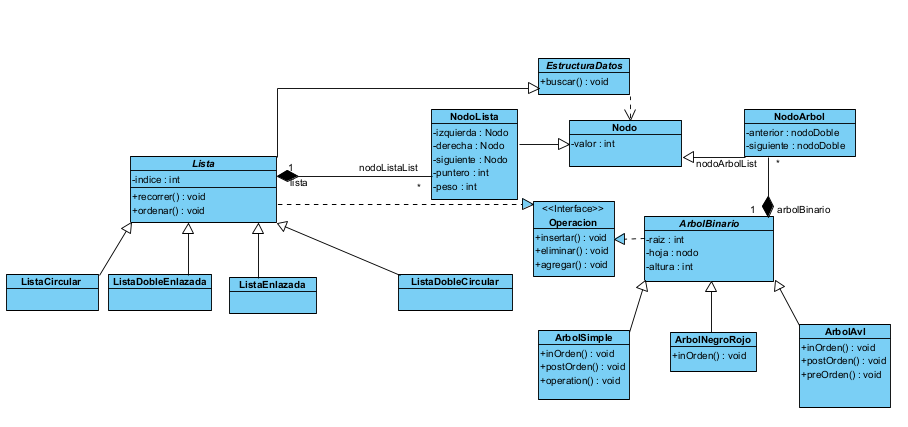 EstructuraDatos
+buscar() : void
NodoLista
-izquierda : Nodo
-derecha : Nodo
-siguiente : Nodo
-puntero : int
-peso : int
Nodo
-valor : int
NodoArbol
-anterior : nodoDoble
-siguiente : nodoDoble
nodoArbolList
*
Lista
-indice : int
+recorrer() : void
+ordenar() : void
1
lista
nodoListaList
*
<<Interface>>
Operacion
+insertar() : void
+eliminar() : void
+agregar() : void
1
arbolBinario
ArbolBinario
-raiz : int
-hoja : nodo
-altura : int
ListaCircular
ListaDobleEnlazada
ListaEnlazada
ListaDobleCircular
ArbolSimple
+inOrden() : void
+postOrden() : void
+operation() : void
ArbolNegroRojo
+inOrden() : void
ArbolAvl
+inOrden() : void
+postOrden() : void
+preOrden() : void